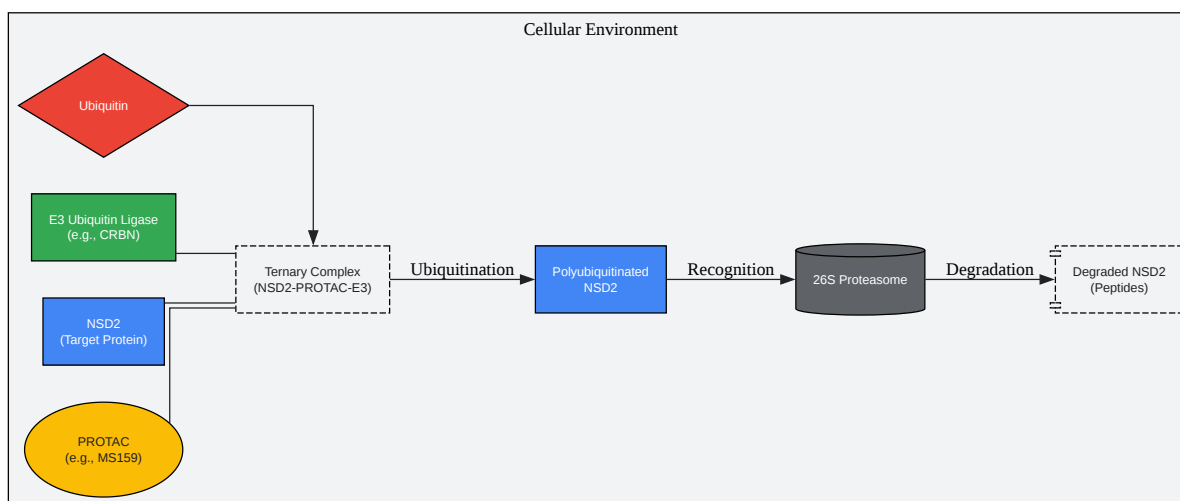 Cellular Environment
Ubiquitin
E3 Ubiquitin Ligase
(e.g., CRBN)
NSD2
(Target Protein)
PROTAC
(e.g., MS159)
Ternary Complex
(NSD2-PROTAC-E3)
Ubiquitination
Polyubiquitinated
NSD2
Recognition
26S Proteasome
Degradation
Degraded NSD2
(Peptides)